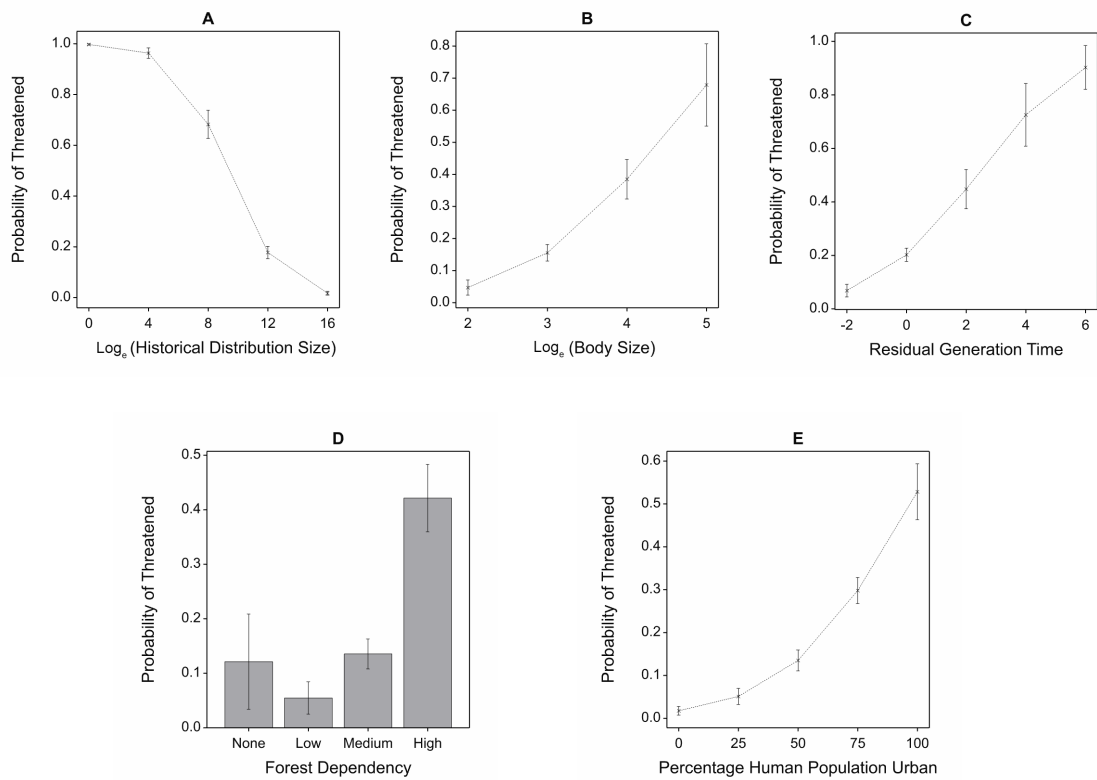 A
Probability of Threatened
1.0
0.8
0.6
0.4
0.2
0.0
0 4 8 12 16
Logₑ (Historical Distribution Size)
B
Probability of Threatened
0.8
0.7
0.6
0.5
0.4
0.3
0.2
0.1
0.0
2 3 4 5
Logₑ (Body Size)
C
Probability of Threatened
1.0
0.8
0.6
0.4
0.2
0.0
-2 0 2 4 6
Residual Generation Time
D
Probability of Threatened
0.5
0.4
0.3
0.2
0.1
0.0
None Low Medium High
Forest Dependency
E
Probability of Threatened
0.6
0.5
0.4
0.3
0.2
0.1
0.0
0 25 50 75 100
Percentage Human Population Urban